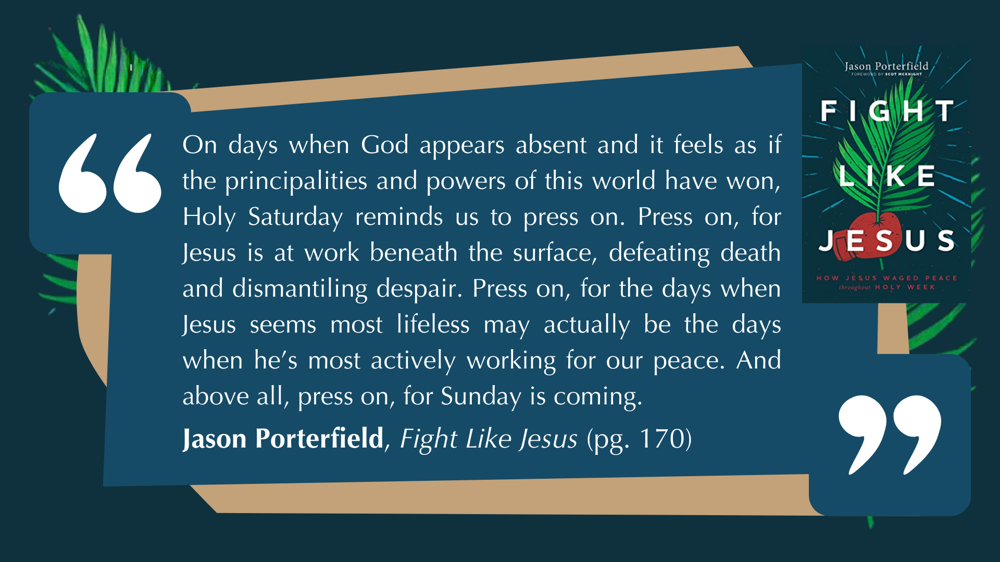 On days when God appears absent and it feels as if
the principalities and powers of this world have won,
Holy Saturday reminds us to press on. Press on, for
Jesus is at work beneath the surface, defeating death
and dismantiling despair. Press on, for the days when
Jesus seems most lifeless may actually be the days
when he’s most actively working for our peace. And
above all, press on, for Sunday is coming.
Jason Porterfield, Fight Like Jesus (pg. 170)
Jason Porterfield
FOREWORD BY SCOT MCKNIGHT
FIGHT
LIKE
JESUS
HOW JESUS WAGED PEACE
throughout HOLY WEEK